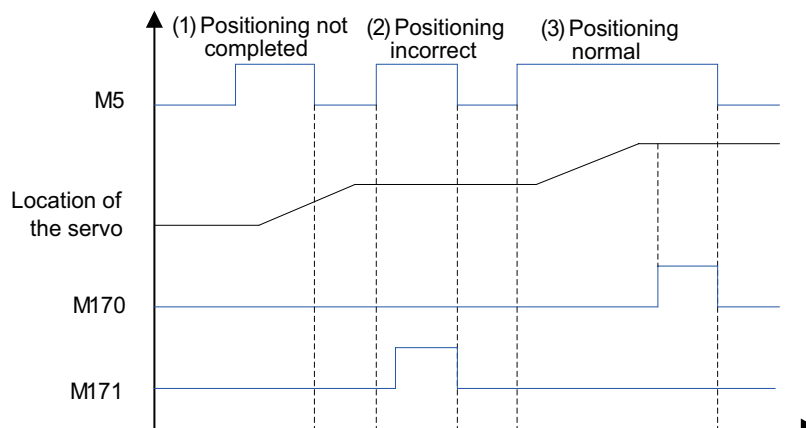 (1) Positioning not
completed
(2) Positioning
incorrect
(3) Positioning
normal
M5
Location of
the servo
M170
M171